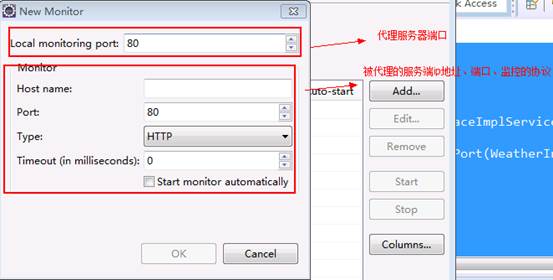 New Monitor
k Access
Local monitoring port: 80
代理服务器端口
Monitor
被代理的服务端ip地址、端口、监控的协议
Host name:
uto-start
Add...
Port: 80
Edit...
Type: HTTP
Remove
aceImplService
Timeout (in milliseconds): 0
Port(WeatherIn
Start monitor automatically
Start
Stop
OK
Cancel
Columns...